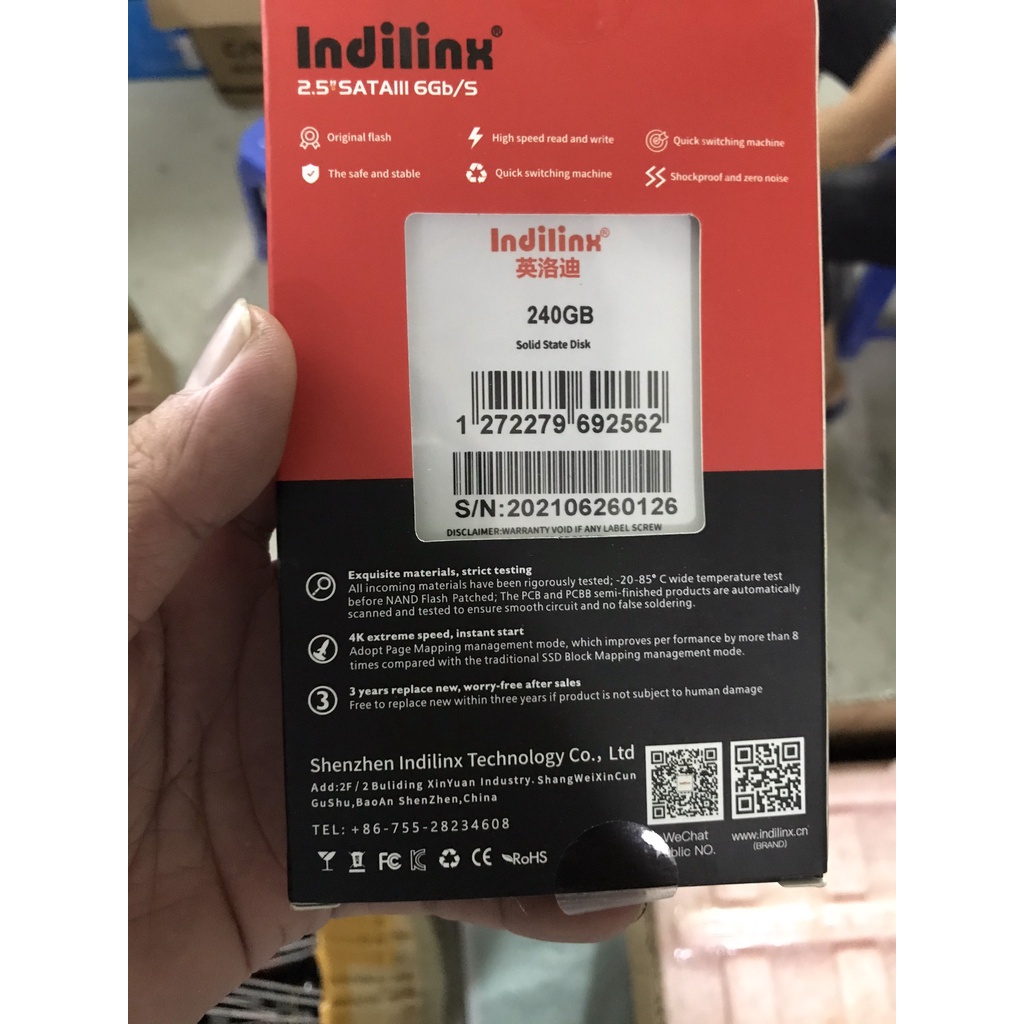 Indilinx®
2.5"SATAIII 6Gb/S
Original flash
High speed read and write
Quick switching machine
The safe and stable
Quick switching machine
Shockproof and zero noise
Indilinx®
英洛迪
240GB
Solid State Disk
1 272279 692562
S/N:202106260126
DISCLAIMER:WARRANTY VOID IF ANY LABEL SCREW
Exquisite materials, strict testing
All incoming materials have been rigorously tested; -20-85° C wide temperature test
before NAND Flash Patched; The PCB and PCBB semi-finished products are automatically
scanned and tested to ensure smooth circuit and no false soldering.
4K extreme speed, instant start
Adopt Page Mapping management mode, which improves per formance by more than 8
times compared with the traditional SSD Block Mapping management mode.
3
3 years replace new, worry-free after sales
Free to replace new within three years if product is not subject to human damage
Shenzhen Indilinx Technology Co., Ltd
Add:2F/2 Buliding XinYuan Industry. ShangWeiXinCun
GuShu,BaoAn ShenZhen,China
TEL: +86-755-28234608
FC CE RoHS
WeChat
NO.
www.indilinx.cn
(BRAND)